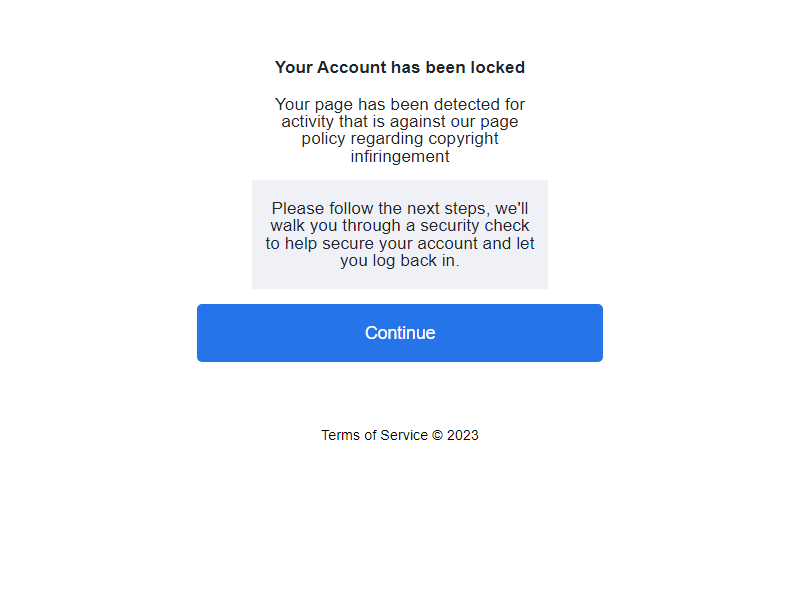 Your Account has been locked
Your page has been detected for
activity that is against our page
policy regarding copyright
infiringement
Please follow the next steps, we'll
walk you through a security check
to help secure your account and let
you log back in.
Continue
Terms of Service © 2023